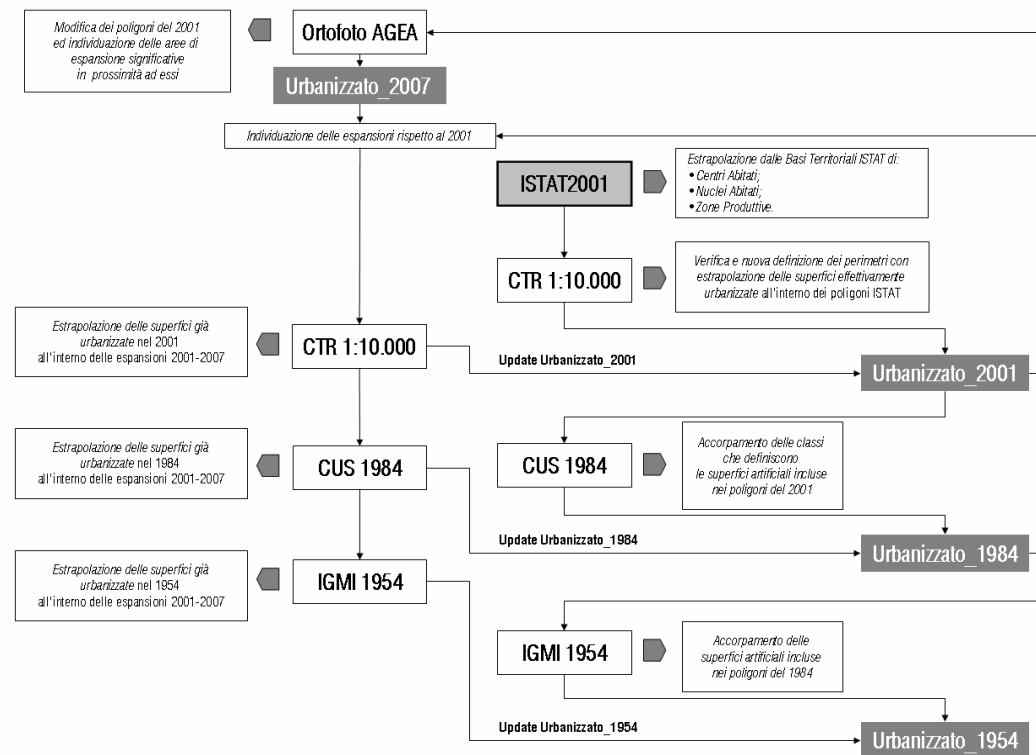 Modifica dei poligoni del 2001
ed individuazione delle aree di
espansione significative
in prossimità ad essi
Ortofoto AGEA
Urbanizzato_2007
Individuazione delle espansioni rispetto al 2001
ISTAT2001
Estrapolazione dalle Basi Territoriali ISTAT di:
• Centri Abitati;
• Nuclei Abitati;
• Zone Produttive.
CTR 1:10.000
Verifica e nuova definizione dei perimetri con
estrapolazione delle superfici effettivamente
urbanizzate all'interno dei poligoni ISTAT
Estrapolazione delle superfici già
urbanizzate nel 2001
all'interno delle espansioni 2001-2007
CTR 1:10.000
Update Urbanizzato_2001
Urbanizzato_2001
Estrapolazione delle superfici già
urbanizzate nel 1984
all'interno delle espansioni 2001-2007
CUS 1984
CUS 1984
Accorpamento delle classi
che definiscono
le superfici artificiali incluse
nei poligoni del 2001
Update Urbanizzato_1984
Urbanizzato_1984
Estrapolazione delle superfici già
urbanizzate nel 1954
all'interno delle espansioni 2001-2007
IGMI 1954
IGMI 1954
Accorpamento delle
superfici artificiali incluse
nei poligoni del 1984
Update Urbanizzato_1954
Urbanizzato_1954